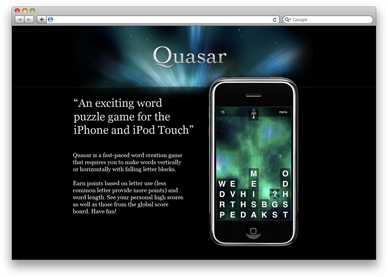 Google
Quasar
“An exciting word
puzzle game for the
iPhone and iPod Touch”
Quasar is a fast-paced word creation game
that requires you to make words vertically
or horizontally with falling letter blocks.
Earn points based on letter use (less
common letter provide more points) and
word length. See your personal high scores
as well as those from the global score
board. Have fun!
menu
M O
W E E D
D V H I ? H
R T H S B G S
P E D A K S T